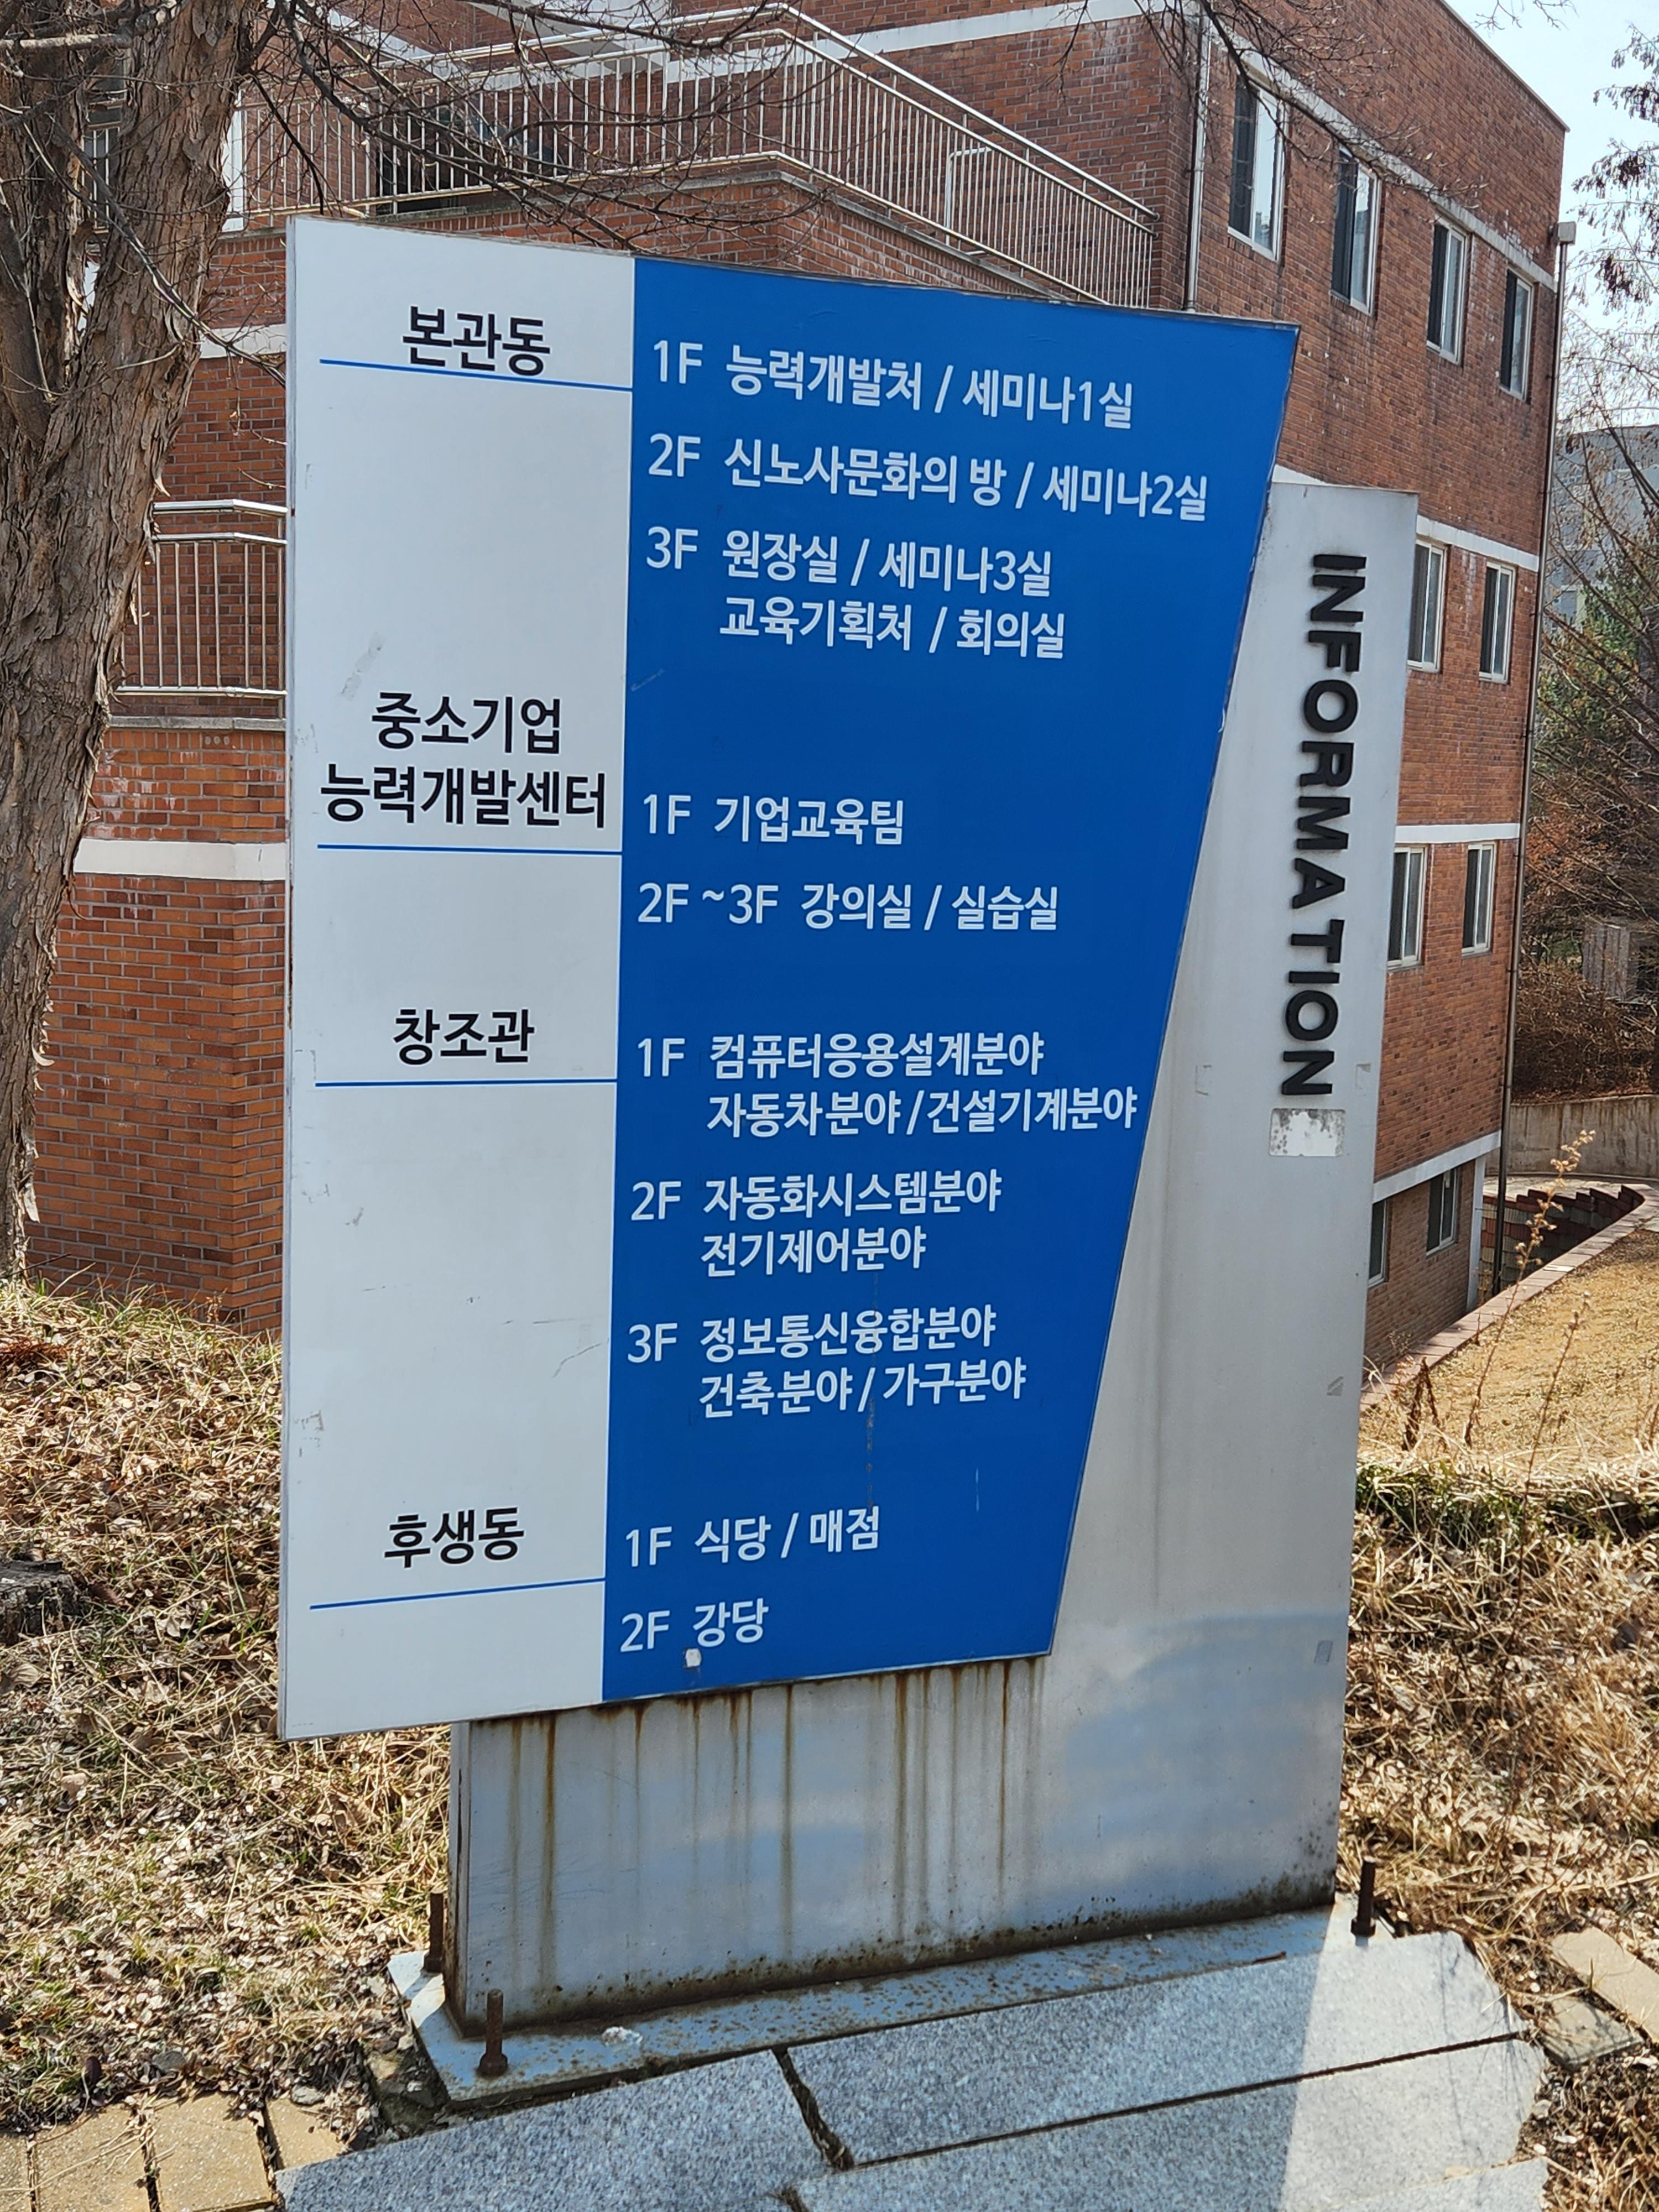 본관동
1F 능력개발처 / 세미나1실
2F 신노사문화의 방 / 세미나2실
3F 원장실 / 세미나3실
교육기획처 / 회의실
중소기업
능력개발센터
1F 기업교육팀
2F ~3F 강의실 / 실습실
창조관
1F 컴퓨터응용설계분야
자동차분야 / 건설기계분야
2F 자동화시스템분야
전기제어분야
3F 정보통신융합분야
건축분야 / 가구분야
후생동
1F 식당 / 매점
2F 강당
INFORMATION